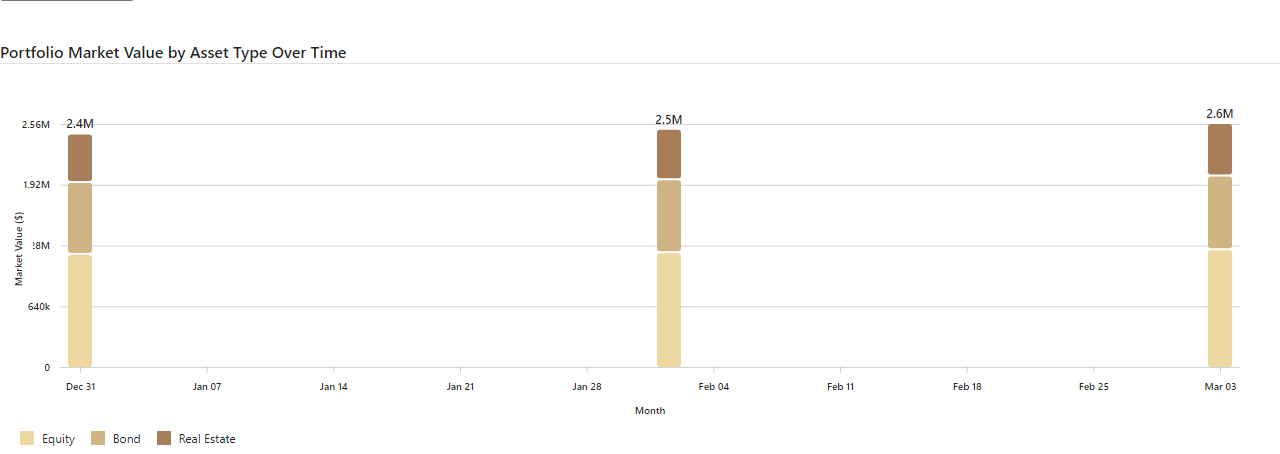 Portfolio Market Value by Asset Type Over Time
2.4M
2.5M
2.6M
2.56M
1.92M
640k
0
Market Value ($)
Dec 31 Jan 07 Jan 14 Jan 21 Jan 28 Feb 04 Feb 11 Feb 18 Feb 25 Mar 03
Month
Equity Bond Real Estate